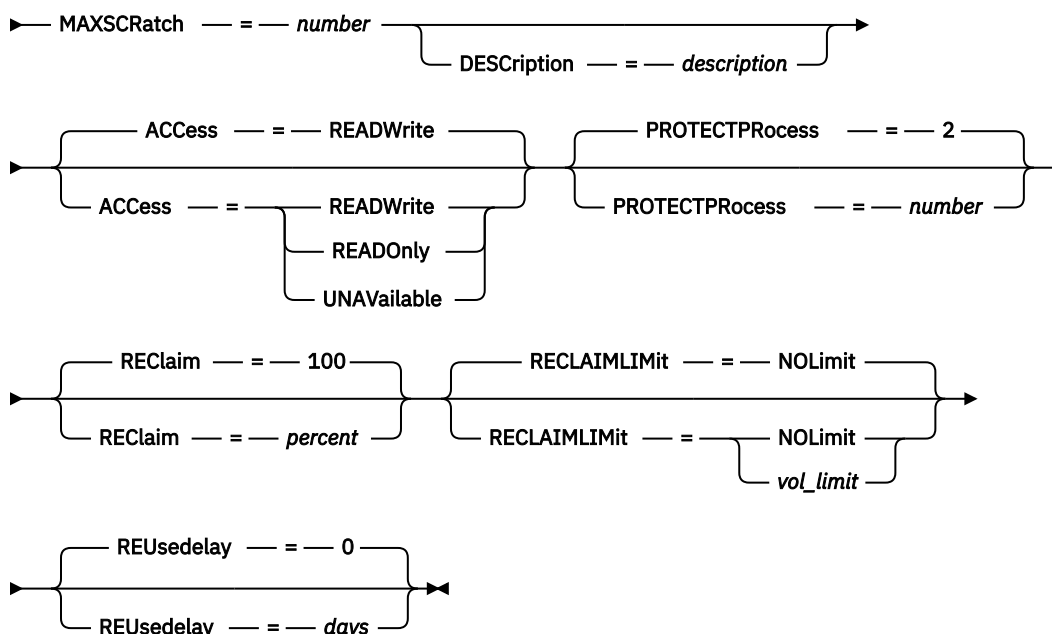 MAXSCRatch = number
DESCription = description
ACCess = READWrite
PROTECTPRocess = 2
ACCess = READWrite
READOnly
UNAVailable
PROTECTPRocess = number
REClaim = 100
RECLAIMLIMit = NOLimit
REClaim = percent
RECLAIMLIMit = NOLimit
vol_limit
REUsedelay = 0
REUsedelay = days